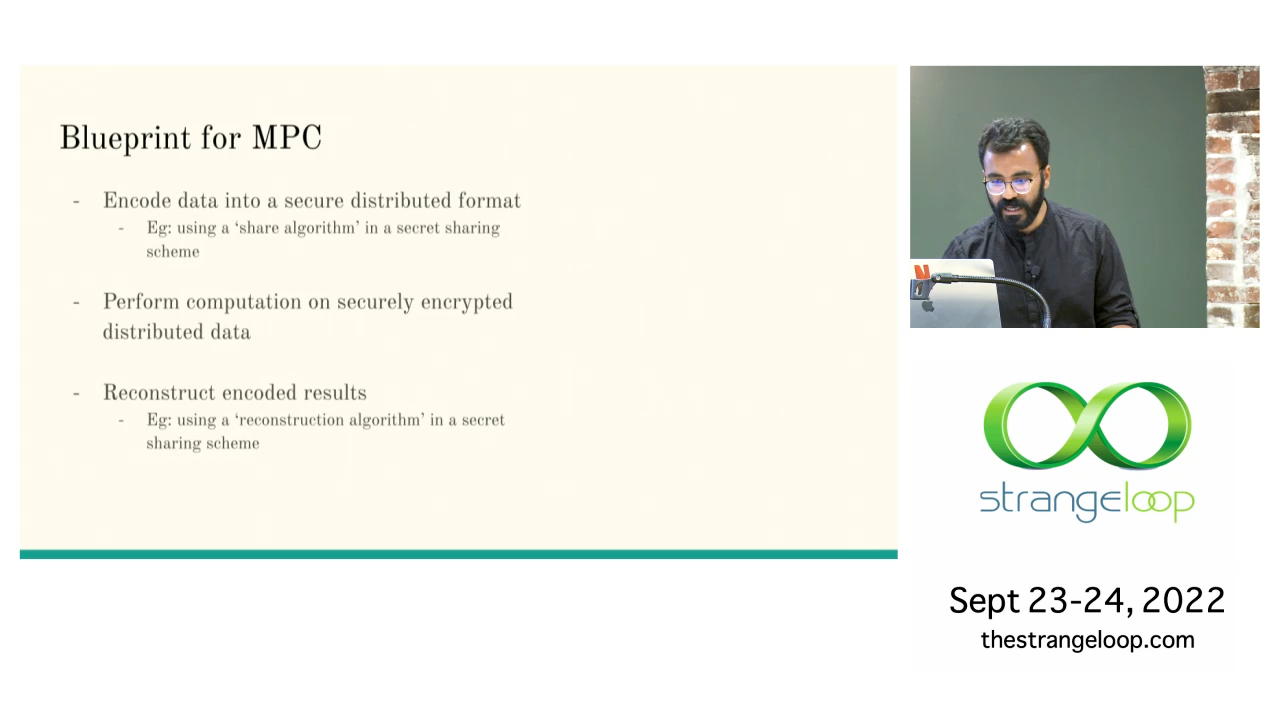 Blueprint for MPC
- Encode data into a secure distributed format
- Eg: using a ‘share algorithm’ in a secret sharing
scheme
- Perform computation on securely encrypted
distributed data
- Reconstruct encoded results
- Eg: using a ‘reconstruction algorithm’ in a secret
sharing scheme
strangeloop
Sept 23-24, 2022
thestrangeloop.com